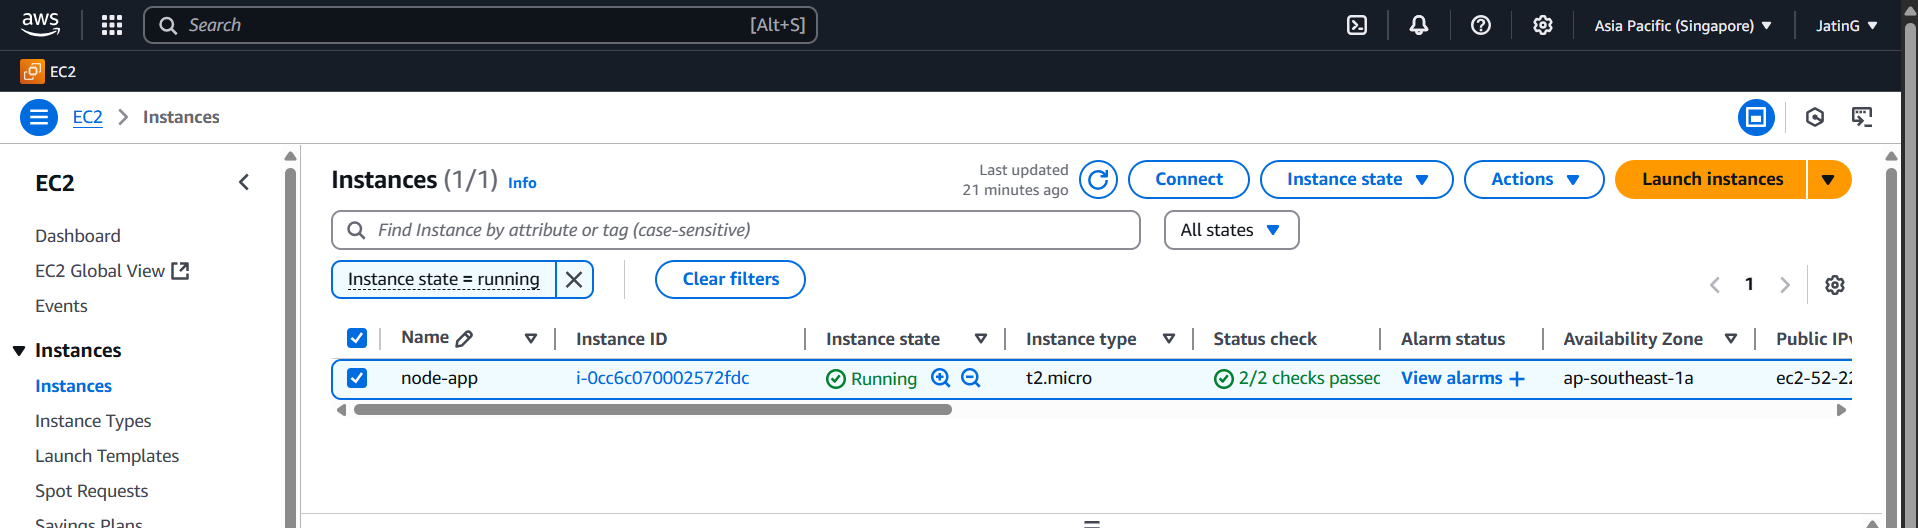 aws
Search [Alt+S]
Asia Pacific (Singapore) JatinG
EC2
EC2 Instances
EC2
Dashboard
EC2 Global View
Events
Instances
Instances
Instance Types
Launch Templates
Spot Requests
Savings Plans
Instances (1/1) Info
Last updated
21 minutes ago
Connect Instance state Actions Launch instances
Find Instance by attribute or tag (case-sensitive) All states
Instance state = running Clear filters
1
Name Instance ID Instance state Instance type Status check Alarm status Availability Zone Public IPv
node-app i-0cc6c070002572fdc Running t2.micro 2/2 checks passed View alarms + ap-southeast-1a ec2-52-22